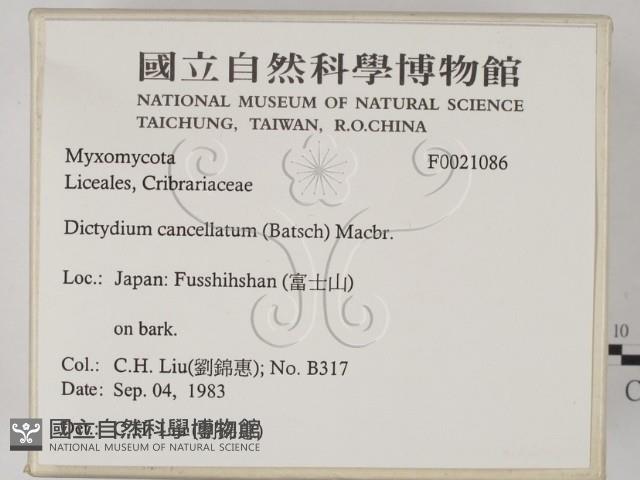 國立自然科學博物館
NATIONAL MUSEUM OF NATURAL SCIENCE
TAICHUNG, TAIWAN, R.O.CHINA
Myxomycota F0021086
Liceales, Cribrariaceae
Dictydium cancellatum (Batsch) Macbr.
Loc.: Japan: Fusshihshan (富士山)
on bark.
Col.: C.H. Liu(劉錦惠); No. B317
Date: Sep. 04, 1983
國立自然科學博物館
NATIONAL MUSEUM OF NATURAL SCIENCE
10
C